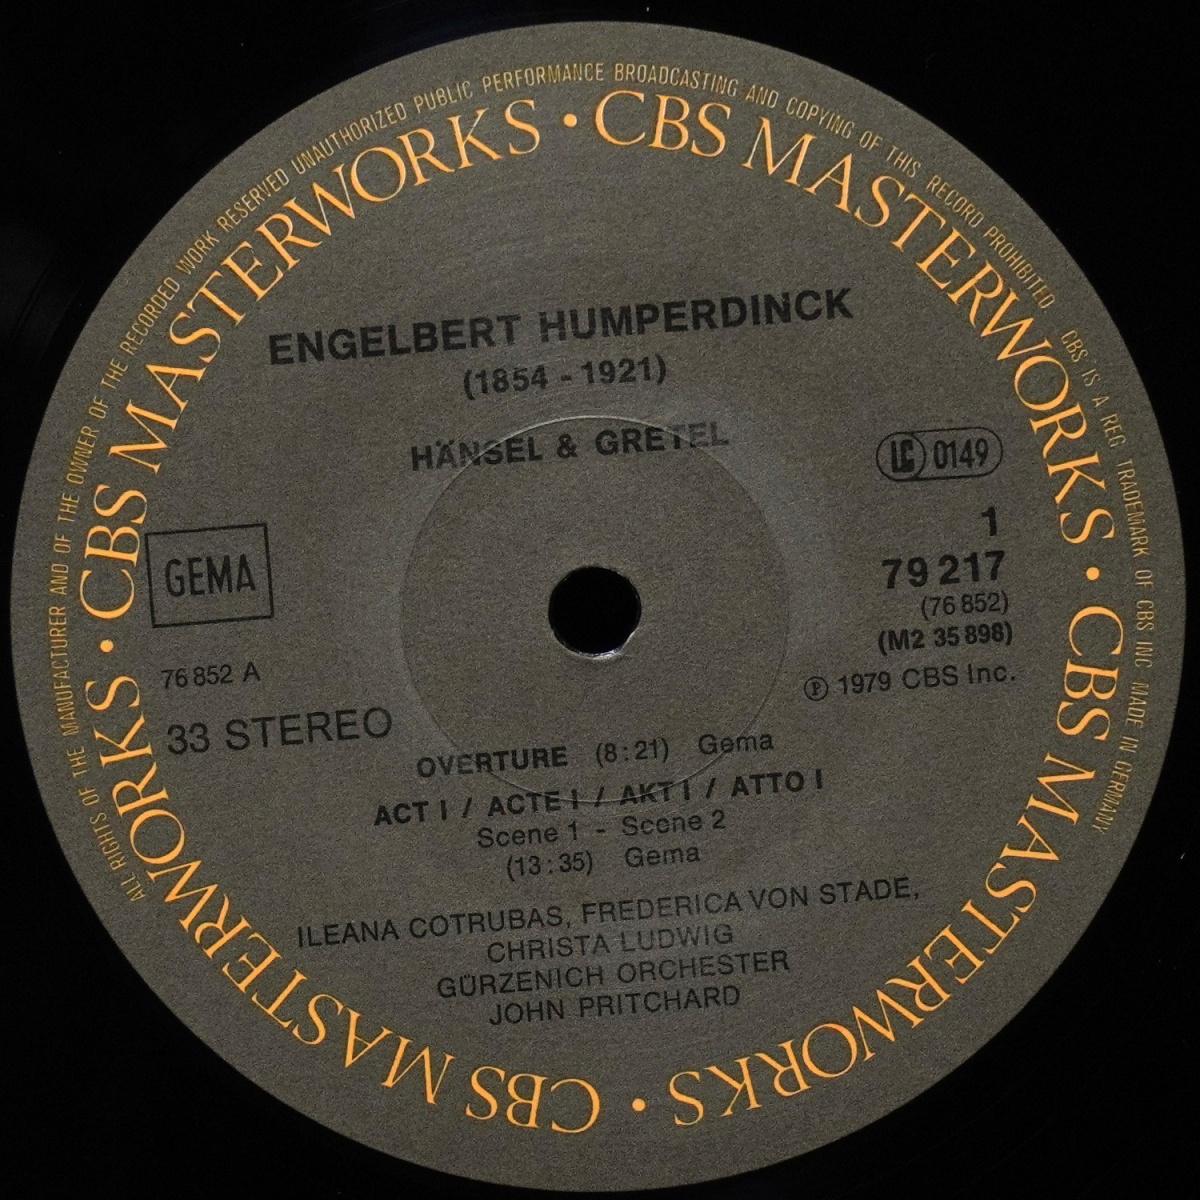 ALL RIGHTS OF THE MANUFACTURER AND OF THE OWNER OF THE RECORDED WORK RESERVED UNAUTHORIZED PUBLIC PERFORMANCE BROADCASTING AND COPYING OF THIS RECORD PROHIBITED CBS IS A REG TRADEMARK OF CBS INC MADE IN GERMANY
CBS MASTERWORKS · CBS MASTERWORKS · CBS MASTERWORKS · CBS MASTERWORKS ·
ENGELBERT HUMPERDINCK
(1854 - 1921)
HÄNSEL & GRETEL
LC 0149
GEMA
1
79 217
(76 852)
(M2 35 898)
76 852 A
Ⓟ 1979 CBS Inc.
33 STEREO
OVERTURE (8:21) Gema
ACT I / ACTE I / AKT I / ATTO I
Scene 1 - Scene 2
(13:35) Gema
ILEANA COTRUBAS, FREDERICA VON STADE,
CHRISTA LUDWIG
GÜRZENICH ORCHESTER
JOHN PRITCHARD